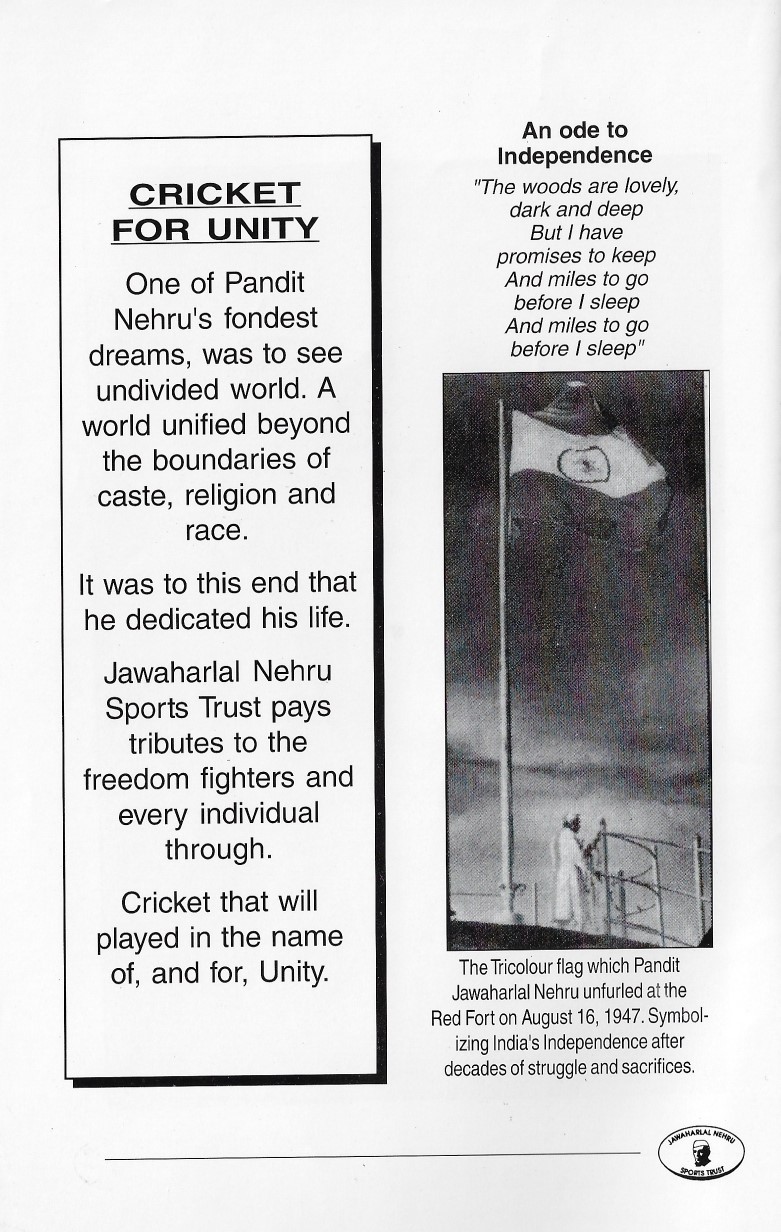 CRICKET
FOR UNITY
One of Pandit
Nehru's fondest
dreams, was to see
undivided world. A
world unified beyond
the boundaries of
caste, religion and
race.
It was to this end that
he dedicated his life.
Jawaharlal Nehru
Sports Trust pays
tributes to the
freedom fighters and
every individual
through.
Cricket that will
played in the name
of, and for, Unity.
An ode to
Independence
"The woods are lovely,
dark and deep
But I have
promises to keep
And miles to go
before I sleep
And miles to go
before I sleep"
The Tricolour flag which Pandit
Jawaharlal Nehru unfurled at the
Red Fort on August 16, 1947. Symbol-
izing India's Independence after
decades of struggle and sacrifices.
JAWAHARLAL NEHRU
SPORTS TRUST